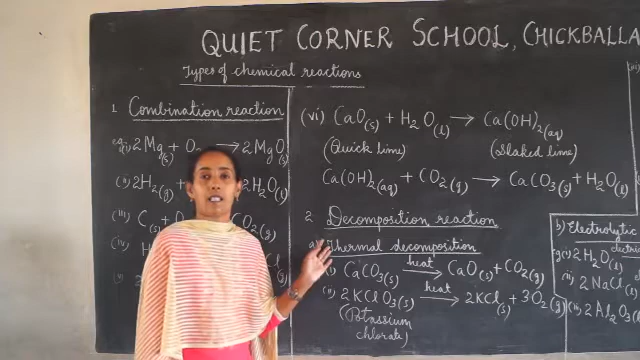 QUIET CORNER SCHOOL, CHICKBALLA
Types of chemical reactions
1. Combination reaction
eg: (i) 2Mg(s) + O₂ → 2MgO(s)
(ii) 2H₂(g) + 2H₂O(l)
(iii) C(s) + O CO₂(g)
(iv) H
(v)
(vi) CaO(s) + H₂O(l) → Ca(OH)₂(aq)
(Quick lime) (Slaked lime)
Ca(OH)₂(aq) + CO₂(g) → CaCO₃(s) + H₂O(l)
2. Decomposition reaction
a) Thermal decomposition
(i) CaCO₃(s) heat→ CaO(s) + CO₂(g)
(ii) 2KClO₃(s) heat→ 2KCl(s) + 3O₂(g)
(Potassium
chlorate)
b) Electrolytic
electric
eg(i) 2H₂O(l)
(ii) 2NaCl(
(iii) 2Al₂O₃(